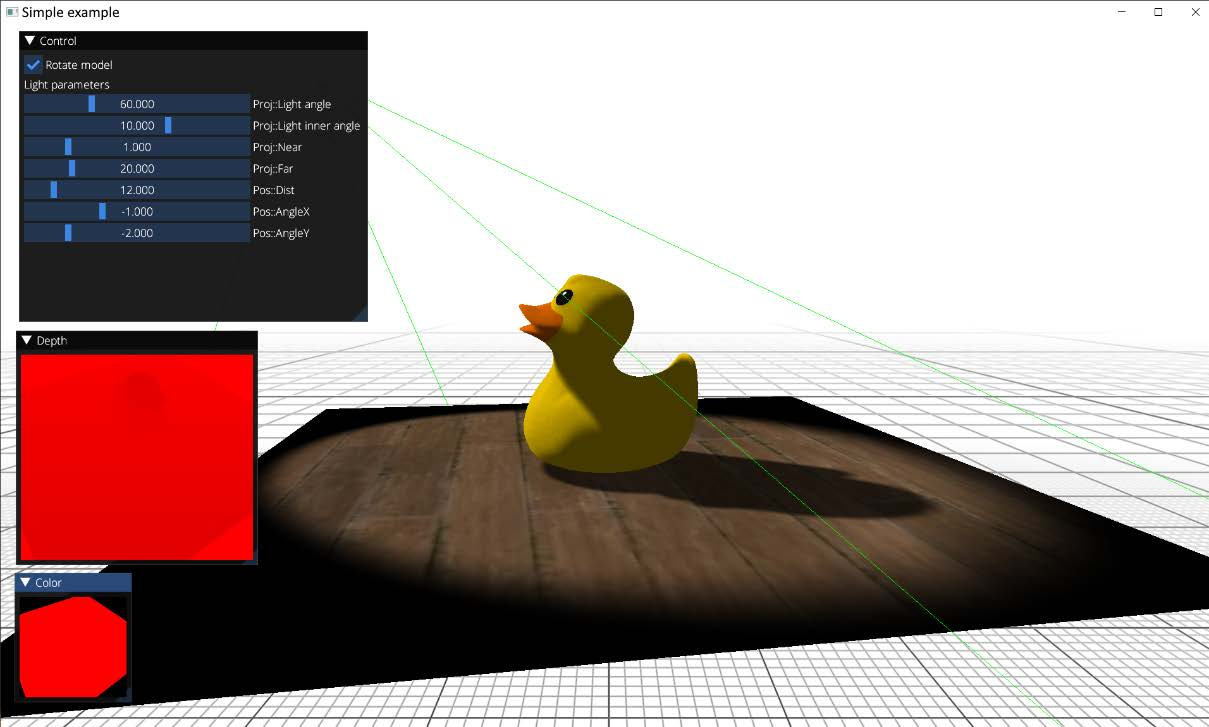 Simple example
Control
Rotate model
Light parameters
60.000 Proj::Light angle
10.000 Proj::Light inner angle
1.000 Proj::Near
20.000 Proj::Far
12.000 Pos::Dist
-1.000 Pos::AngleX
-2.000 Pos::AngleY
Depth
Color